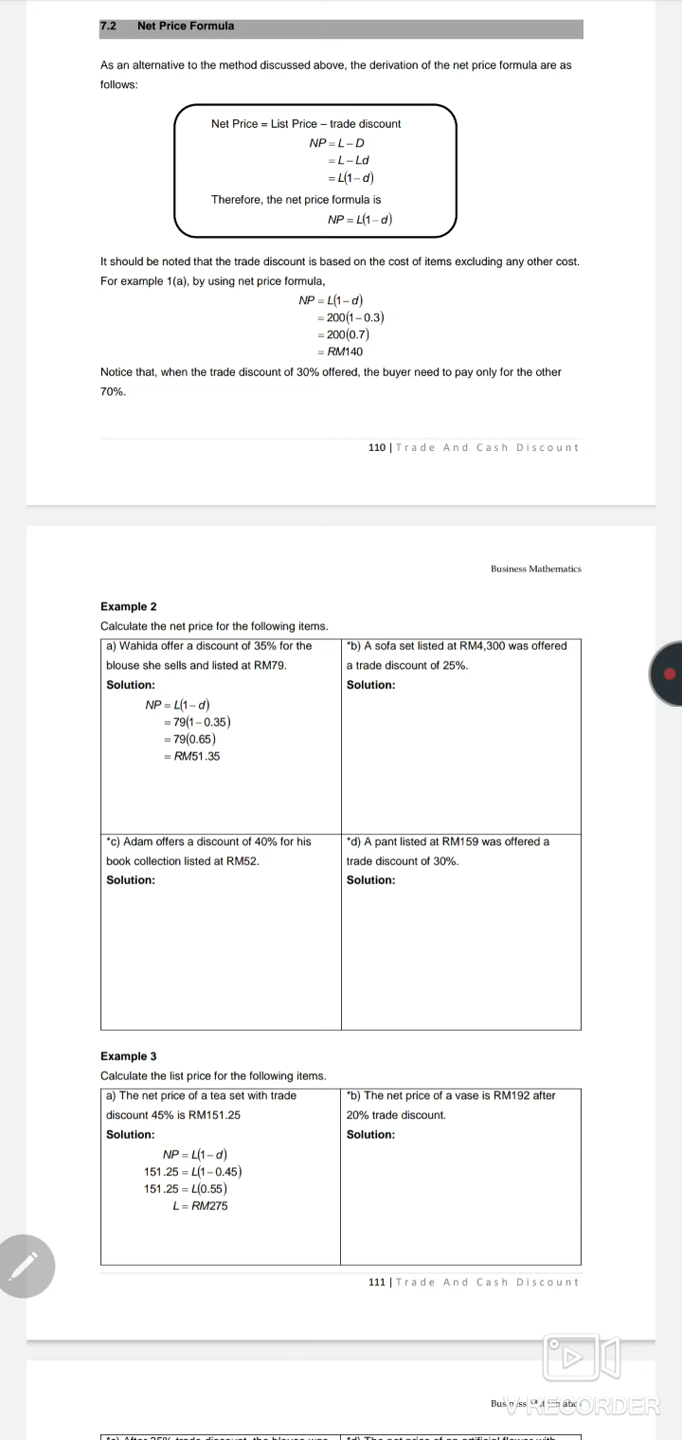 7.2 Net Price Formula
As an alternative to the method discussed above, the derivation of the net price formula are as
follows:
Net Price = List Price – trade discount
NP = L – D
= L – Ld
= L(1 – d)
Therefore, the net price formula is
NP = L(1 – d)
It should be noted that the trade discount is based on the cost of items excluding any other cost.
For example 1(a), by using net price formula,
NP = L(1 – d)
= 200(1 – 0.3)
= 200(0.7)
= RM140
Notice that, when the trade discount of 30% offered, the buyer need to pay only for the other
70%.
110 | Trade And Cash Discount
Business Mathematics
Example 2
Calculate the net price for the following items.
a) Wahida offer a discount of 35% for the
blouse she sells and listed at RM79.
Solution:
NP = L(1 – d)
= 79(1 – 0.35)
= 79(0.65)
= RM51.35
*b) A sofa set listed at RM4,300 was offered
a trade discount of 25%.
Solution:
*c) Adam offers a discount of 40% for his
book collection listed at RM52.
Solution:
*d) A pant listed at RM159 was offered a
trade discount of 30%.
Solution:
Example 3
Calculate the list price for the following items.
a) The net price of a tea set with trade
discount 45% is RM151.25
Solution:
NP = L(1 – d)
151.25 = L(1 – 0.45)
151.25 = L(0.55)
L = RM275
*b) The net price of a vase is RM192 after
20% trade discount.
Solution:
111 | Trade And Cash Discount
V RECORDER